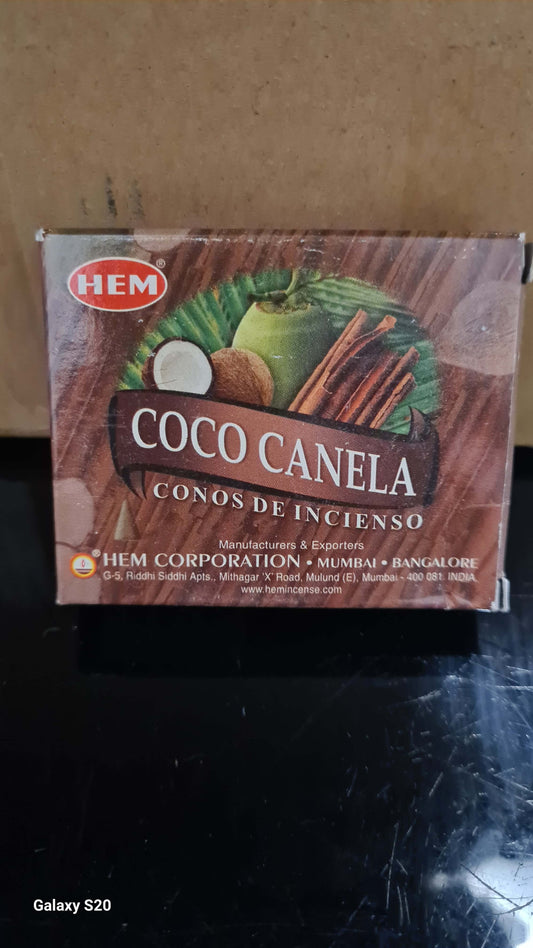 HEM®
COCO CANELA
CONOS DE INCIENSO
Manufacturers & Exporters
® HEM CORPORATION • MUMBAI • BANGALORE
G-5, Riddhi Siddhi Apts., Mithagar 'X' Road, Mulund (E), Mumbai - 400 081. INDIA.
www.hemincense.com
Galaxy S20